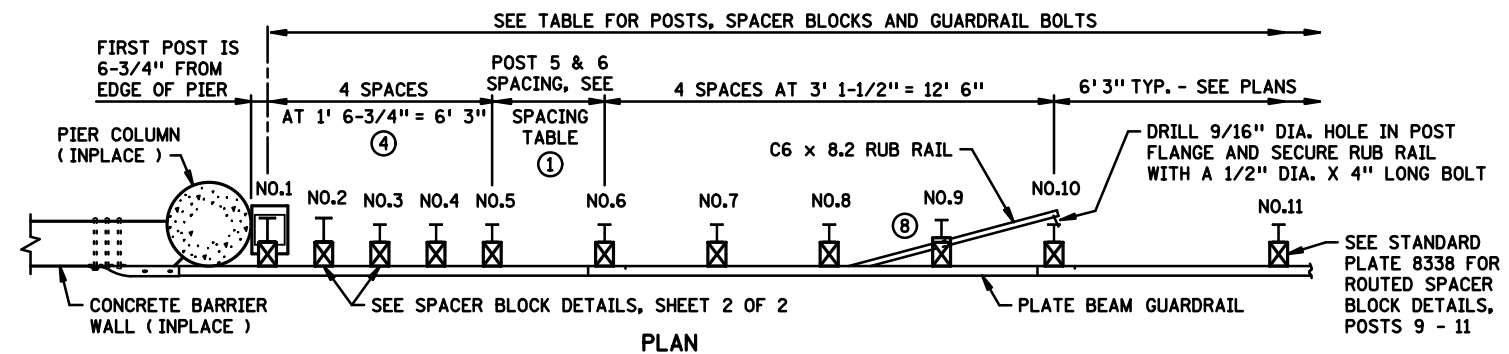 SEE TABLE FOR POSTS, SPACER BLOCKS AND GUARDRAIL BOLTS
FIRST POST IS
6-3/4" FROM
EDGE OF PIER
4 SPACES
AT 1' 6-3/4" = 6' 3"
4
POST 5 & 6
SPACING, SEE
SPACING
TABLE
1
4 SPACES AT 3' 1-1/2" = 12' 6"
6' 3" TYP. - SEE PLANS
PIER COLUMN
( INPLACE )
C6 x 8.2 RUB RAIL
DRILL 9/16" DIA. HOLE IN POST
FLANGE AND SECURE RUB RAIL
WITH A 1/2" DIA. X 4" LONG BOLT
NO.1
NO.2
NO.3
NO.4
NO.5
NO.6
NO.7
NO.8
8
NO.9
NO.10
NO.11
CONCRETE BARRIER
WALL ( INPLACE )
SEE SPACER BLOCK DETAILS, SHEET 2 OF 2
PLATE BEAM GUARDRAIL
SEE STANDARD
PLATE 8338 FOR
ROUTED SPACER
BLOCK DETAILS,
POSTS 9 - 11
PLAN